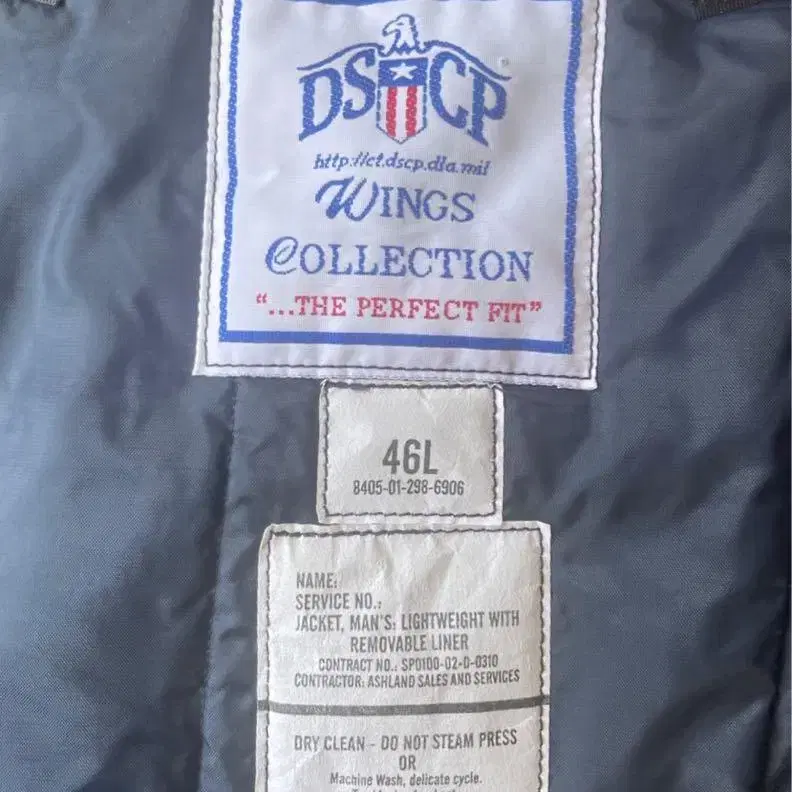 DSCP
http://ct.dscp.dla.mil
WINGS
COLLECTION
"...THE PERFECT FIT"
46L
8405-01-298-6906
NAME:
SERVICE NO.:
JACKET, MAN'S: LIGHTWEIGHT WITH
REMOVABLE LINER
CONTRACT NO.: SPO100-02-D-0310
CONTRACTOR: ASHLAND SALES AND SERVICES
DRY CLEAN - DO NOT STEAM PRESS
OR
Machine Wash, delicate cycle.